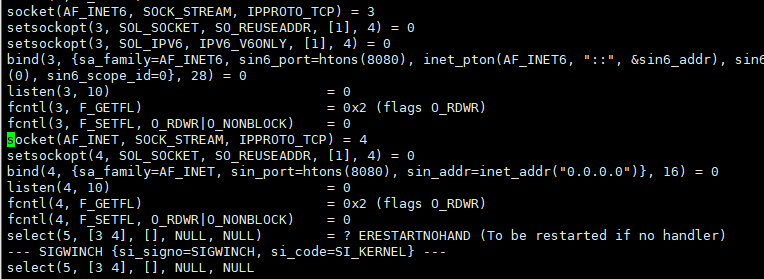 socket(AF_INET6, SOCK_STREAM, IPPROTO_TCP) = 3
setsockopt(3, SOL_SOCKET, SO_REUSEADDR, [1], 4) = 0
setsockopt(3, SOL_IPV6, IPV6_V6ONLY, [1], 4) = 0
bind(3, {sa_family=AF_INET6, sin6_port=htons(8080), inet_pton(AF_INET6, "::", &sin6_addr), sin6
(0), sin6_scope_id=0}, 28) = 0
listen(3, 10) = 0
fcntl(3, F_GETFL) = 0x2 (flags O_RDWR)
fcntl(3, F_SETFL, O_RDWR|O_NONBLOCK) = 0
socket(AF_INET, SOCK_STREAM, IPPROTO_TCP) = 4
setsockopt(4, SOL_SOCKET, SO_REUSEADDR, [1], 4) = 0
bind(4, {sa_family=AF_INET, sin_port=htons(8080), sin_addr=inet_addr("0.0.0.0")}, 16) = 0
listen(4, 10) = 0
fcntl(4, F_GETFL) = 0x2 (flags O_RDWR)
fcntl(4, F_SETFL, O_RDWR|O_NONBLOCK) = 0
select(5, [3 4], [], NULL, NULL) = ? ERESTARTNOHAND (To be restarted if no handler)
--- SIGWINCH {si_signo=SIGWINCH, si_code=SI_KERNEL} ---
select(5, [3 4], [], NULL, NULL